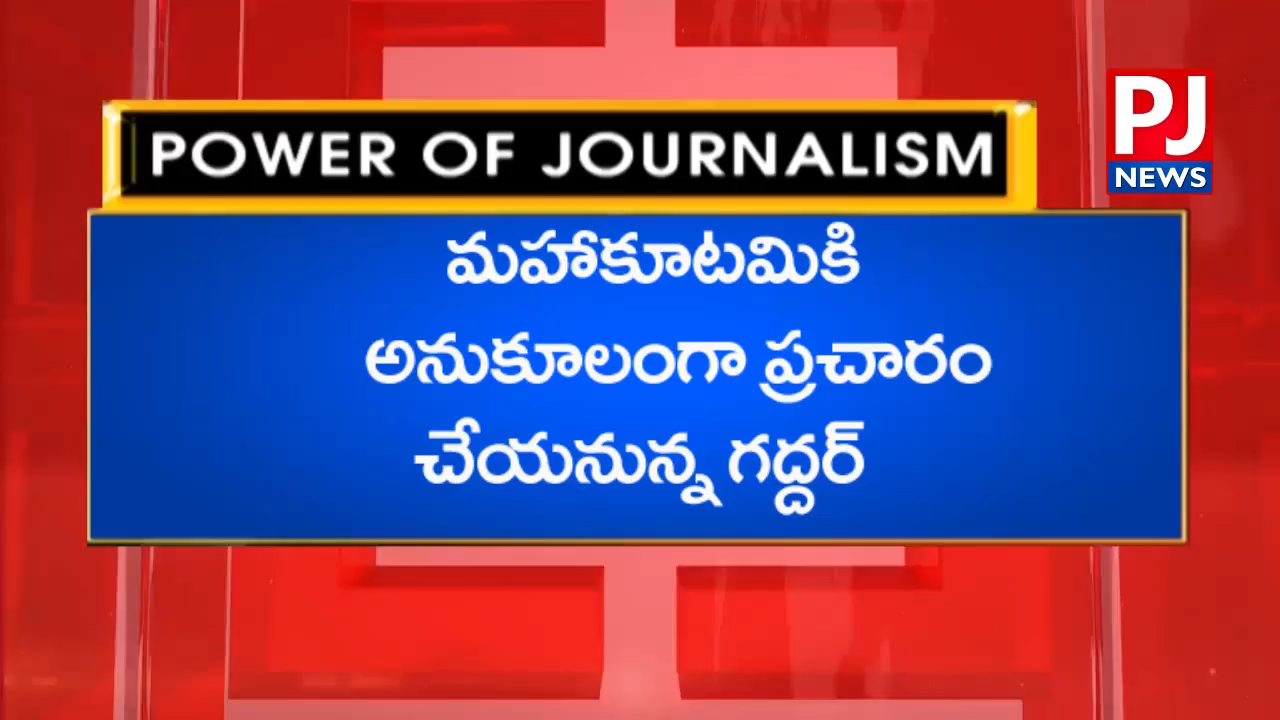 POWER OF JOURNALISM
PJ
NEWS
మహాకూటమికి
అనుకూలంగా ప్రచారం
చేయనున్న గద్దర్